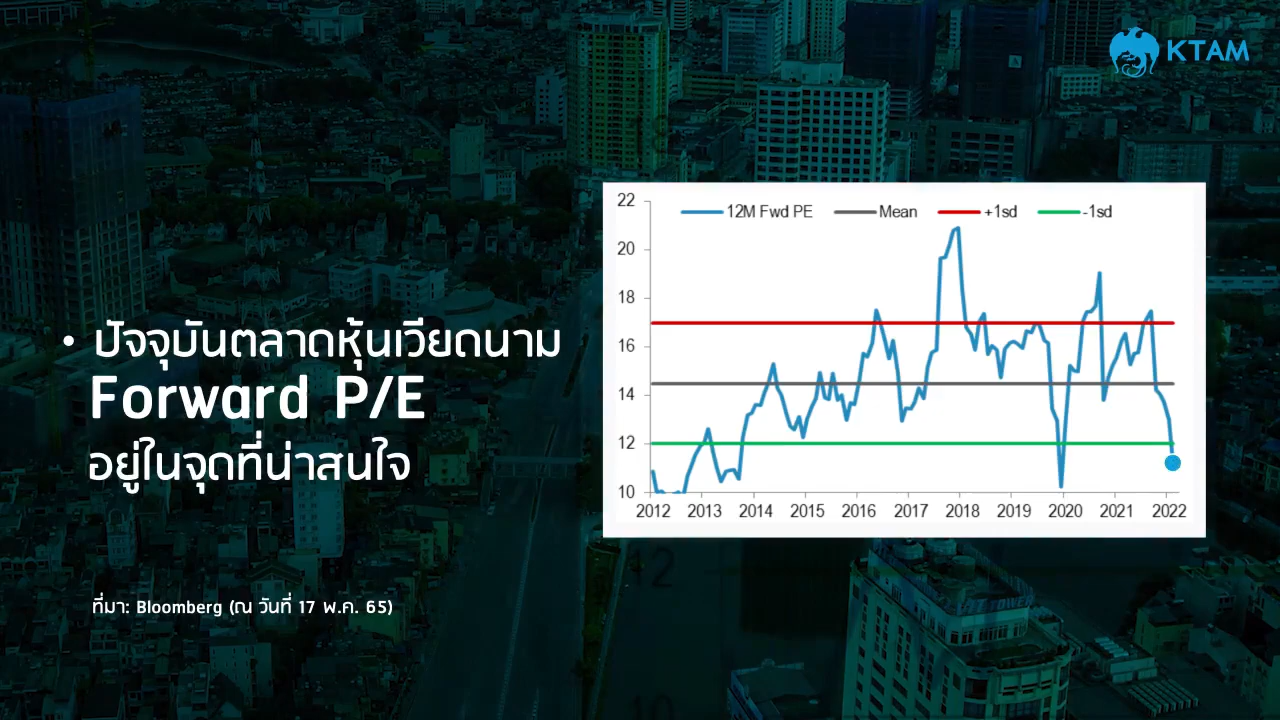 KTAM
• ปัจจุบันตลาดหุ้นเวียดนาม
Forward P/E
อยู่ในจุดที่น่าสนใจ
ที่มา: Bloomberg (ณ วันที่ 17 พ.ค. 65)
12M Fwd PE Mean +1sd -1sd
22
20
18
16
14
12
10
2012 2013 2014 2015 2016 2017 2018 2019 2020 2021 2022
12
10